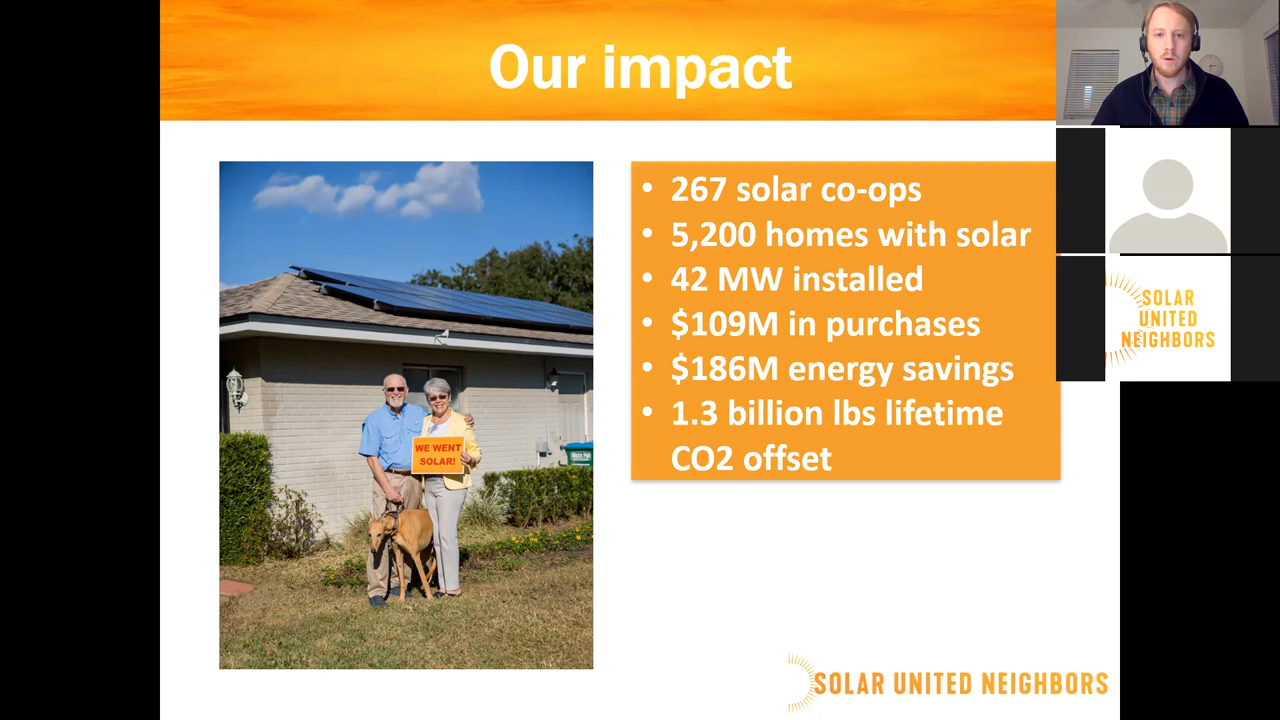 Our impact
• 267 solar co-ops
• 5,200 homes with solar
• 42 MW installed
• $109M in purchases
• $186M energy savings
• 1.3 billion lbs lifetime
CO2 offset
WE WENT
SOLAR!
SOLAR
UNITED
NEIGHBORS
SOLAR UNITED NEIGHBORS